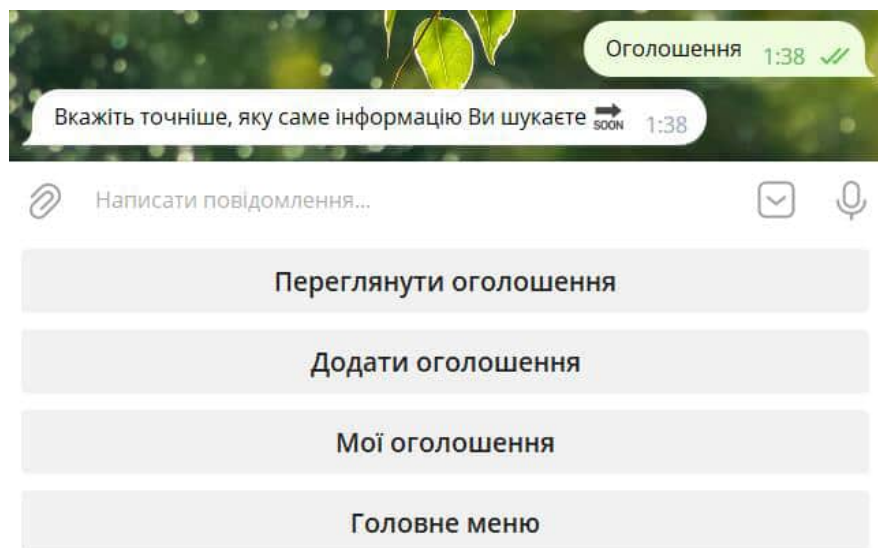 Оголошення 1:38
Вкажіть точніше, яку саме інформацію Ви шукаєте SOON 1:38
Написати повідомлення...
Переглянути оголошення
Додати оголошення
Мої оголошення
Головне меню